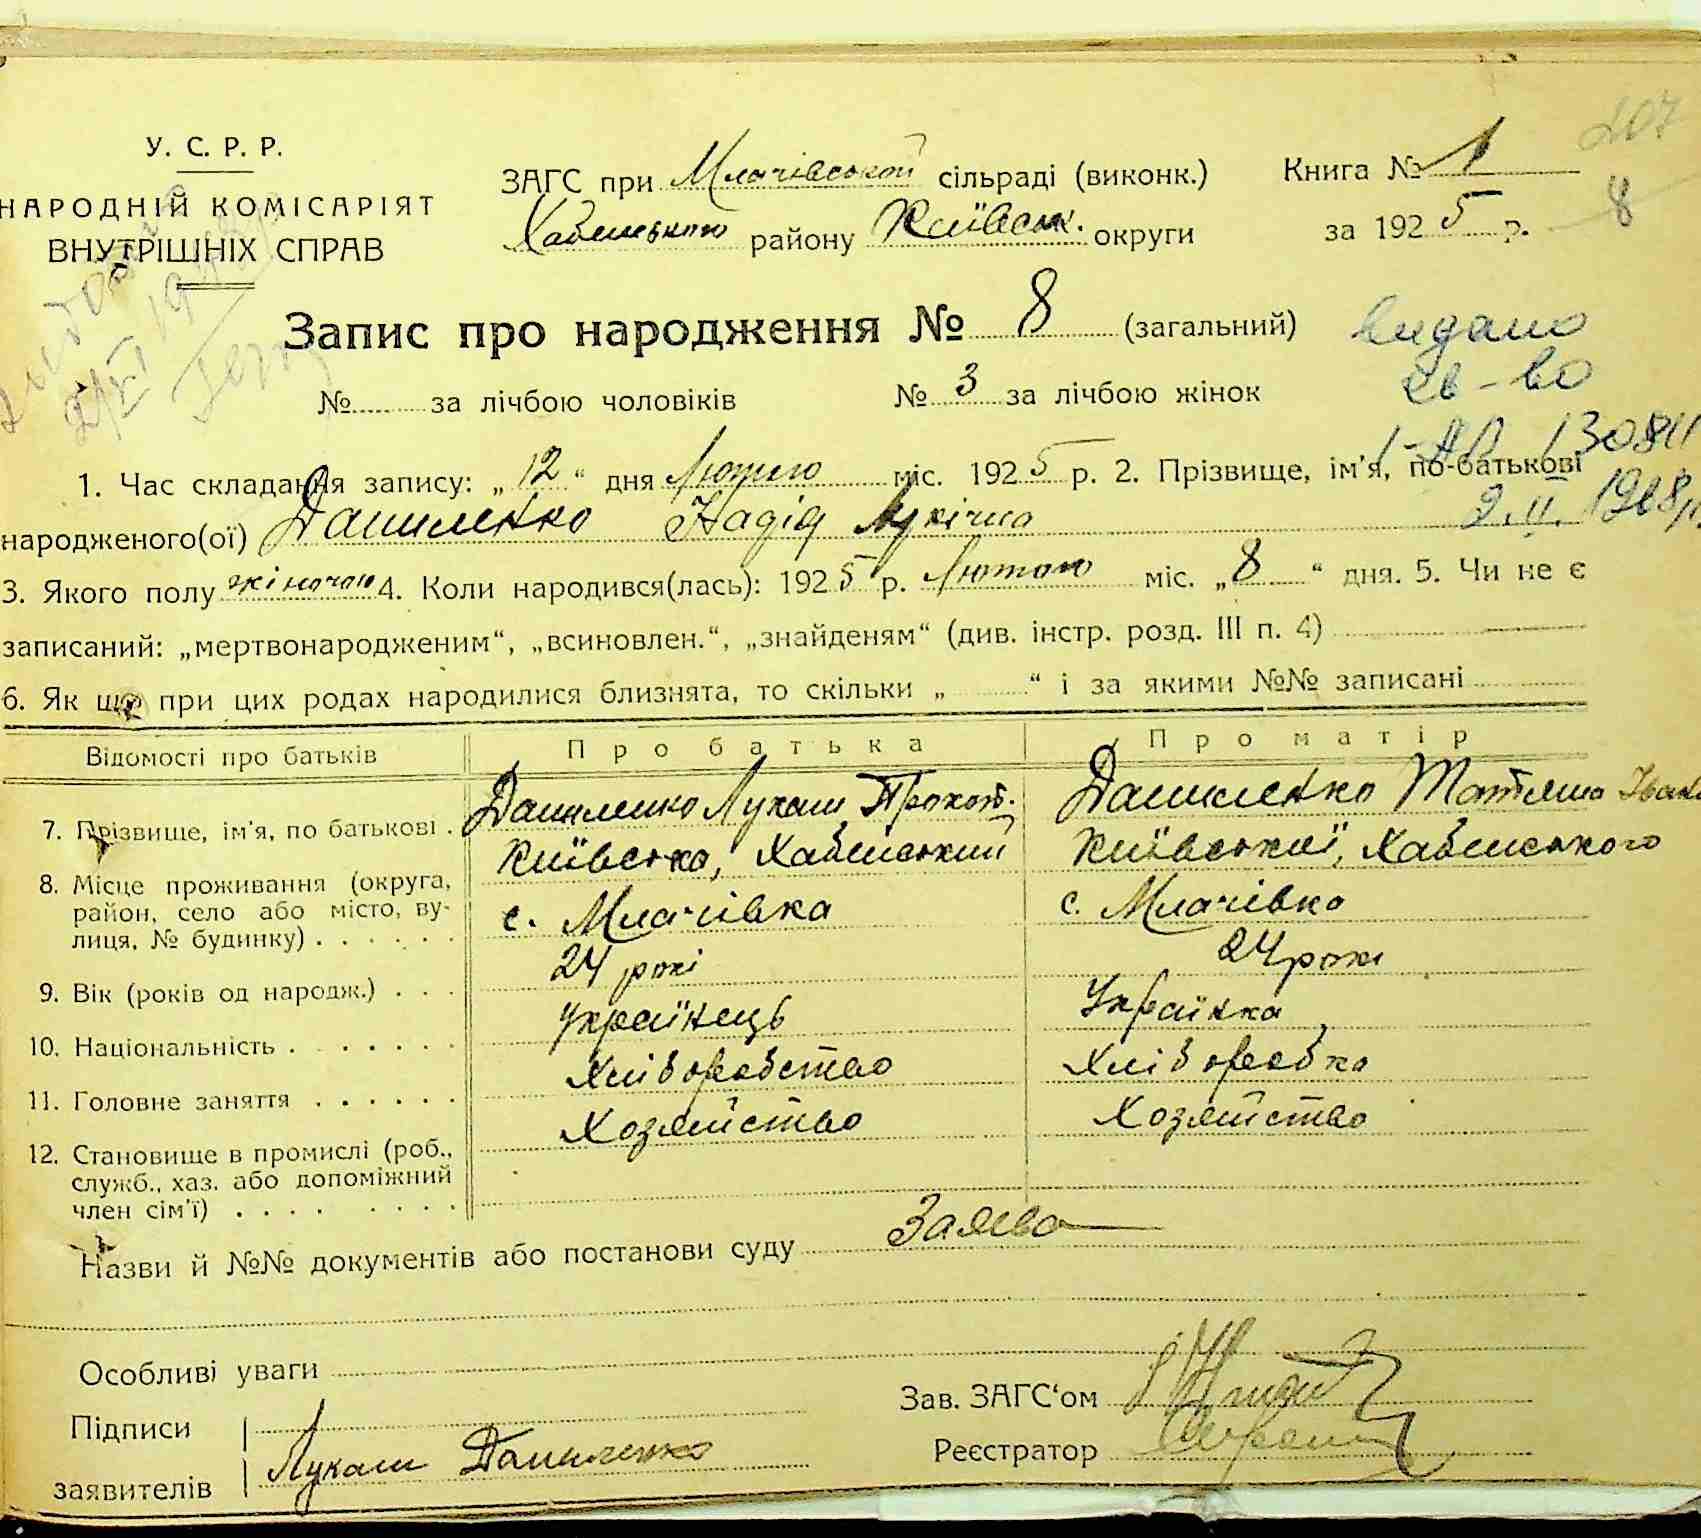 207
У. С. Р. Р.
НАРОДНІЙ КОМІСАРІЯТ
ВНУТРІШНІХ СПРАВ
ЗАГС при Млачівській сільраді (виконк.) Книга № 1
Хабенського району Київськ. округи за 1925 р.
8
Запис про народження № 8 (загальний)
видано
св-во
№ за лічбою чоловіків № 3 за лічбою жінок
1. Час складання запису: „12“ дня Лютого міс. 1925 р. 2. Прізвище, ім'я, по-батькові
народженого(ої) Даниленко Надія Лукічна
3. Якого полу жіночого 4. Коли народився(лась): 1925 р. Лютого міс. „8“ дня. 5. Чи не є
записаний: „мертвонародженим“, „всиновлен.“, „знайденям“ (див. інстр. розд. III п. 4)
6. Як що при цих родах народилися близнята, то скільки „ “ і за якими №№ записані
Відомості про батьків Про батька Про матір
7. Прізвище, ім'я, по батькові . Даниленко Лукаш Прокоп. Даниленко Татяна Іван
8. Місце проживання (округа, район, село або місто, вулиця, № будинку) . . . . . .
Київська, Хабенський Київської, Хабенського
с. Млачівка с. Млачівка
9. Вік (років од народж.) . . . 24 рокі 24 рокі
10. Національність . . . . . . . українець Українка
11. Головне заняття . . . . . . Хліборобство Хліборобка
12. Становище в промислі (роб., служб., хаз. або допоміжний член сім'ї) . . . . . . . .
Хозяйство Хозяйство
Назви й №№ документів або постанови суду Заява
Особливі уваги
Зав. ЗАГС'ом
Підписи
Реєстратор
заявителів Лукаш Даниленко